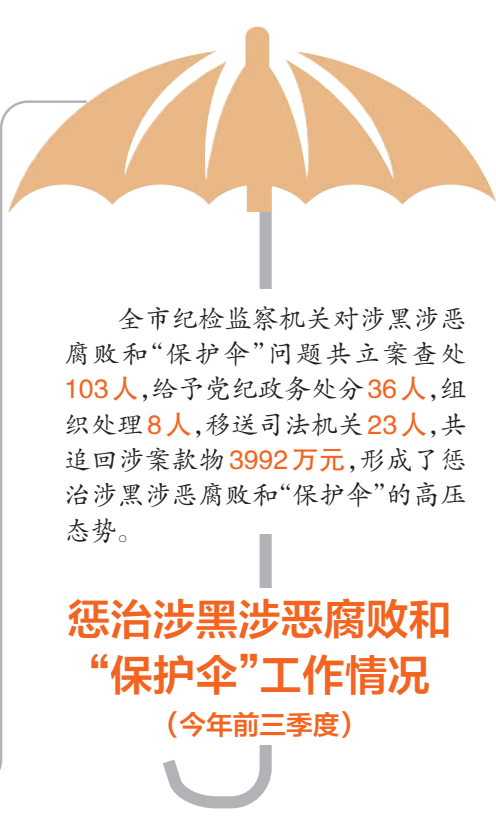 全市纪检监察机关对涉黑涉恶
腐败和“保护伞”问题共立案查处
103人,给予党纪政务处分36人,组
织处理8人,移送司法机关23人,共
追回涉案款物3992万元,形成了惩
治涉黑涉恶腐败和“保护伞”的高压
态势。
惩治涉黑涉恶腐败和
“保护伞”工作情况
（今年前三季度）